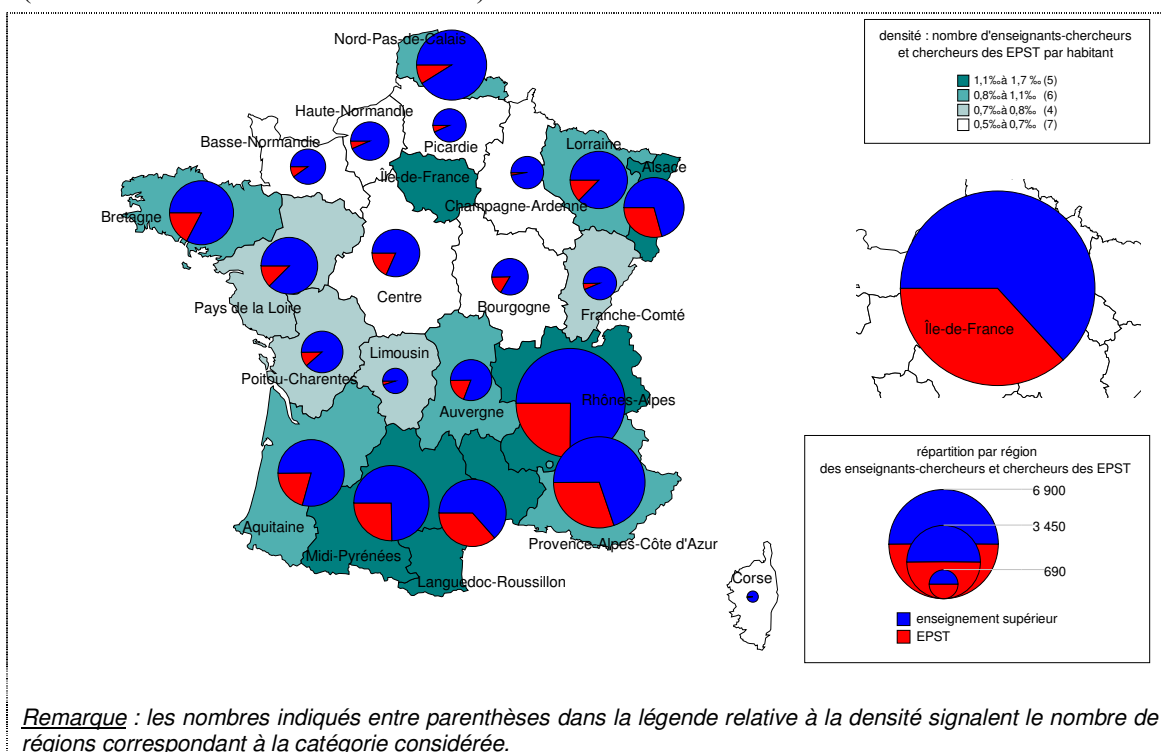 Nord-Pas-de-Calais
Haute-Normandie
Basse-Normandie
Picardie
Lorraine
Île-de-France
Alsace
Champagne-Ardenne
Bretagne
Pays de la Loire
Centre
Bourgogne
Franche-Comté
Limousin
Poitou-Charentes
Auvergne
Rhônes-Alpes
Aquitaine
Midi-Pyrénées
Provence-Alpes-Côte d'Azur
Languedoc-Roussillon
Corse
densité : nombre d'enseignants-chercheurs
et chercheurs des EPST par habitant
1,1‰à 1,7 ‰ (5)
0,8‰à 1,1‰ (6)
0,7‰à 0,8‰ (4)
0,5‰à 0,7‰ (7)
Île-de-France
répartition par région
des enseignants-chercheurs et chercheurs des EPST
6 900
3 450
690
enseignement supérieur
EPST
Remarque : les nombres indiqués entre parenthèses dans la légende relative à la densité signalent le nombre de
régions correspondant à la catégorie considérée.